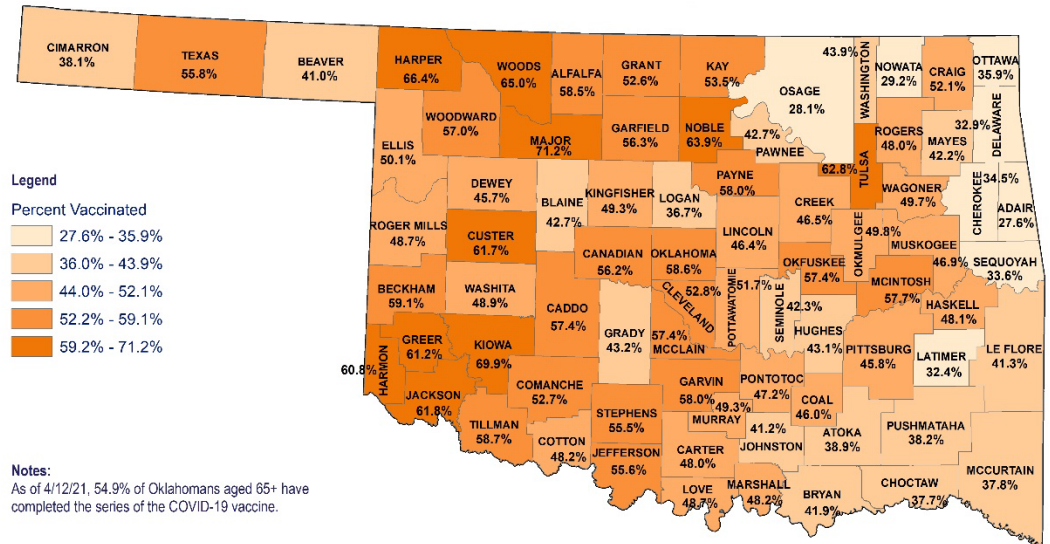 CIMARRON
38.1%
TEXAS
55.8%
BEAVER
41.0%
HARPER
66.4%
WOODS
65.0%
ALFALFA
58.5%
GRANT
52.6%
KAY
53.5%
OSAGE
28.1%
43.9%
WASHINGTON
NOWATA
29.2%
CRAIG
52.1%
OTTAWA
35.9%
WOODWARD
57.0%
MAJOR
71.2%
GARFIELD
56.3%
NOBLE
63.9%
42.7%
PAWNEE
ROGERS
48.0%
MAYES
42.2%
32.9%
DELAWARE
ELLIS
50.1%
DEWEY
45.7%
BLAINE
42.7%
KINGFISHER
49.3%
LOGAN
36.7%
PAYNE
58.0%
62.8%
TULSA
CREEK
46.5%
WAGONER
49.7%
CHEROKEE
34.5%
ADAIR
27.6%
Legend
Percent Vaccinated
27.6% - 35.9%
36.0% - 43.9%
44.0% - 52.1%
52.2% - 59.1%
59.2% - 71.2%
ROGER MILLS
48.7%
CUSTER
61.7%
CANADIAN
56.2%
OKLAHOMA
58.6%
LINCOLN
46.4%
OKFUSKEE
57.4%
OKMULGEE
49.8%
MUSKOGEE
46.9%
SEQUOYAH
33.6%
BECKHAM
59.1%
WASHITA
48.9%
CADDO
57.4%
GRADY
43.2%
52.8%
CLEVELAND
51.7%
POTTAWATOMIE
SEMINOLE
42.3%
HUGHES
43.1%
MCINTOSH
57.7%
HASKELL
48.1%
60.8%
HARMON
GREER
61.2%
KIOWA
69.9%
57.4%
MCCLAIN
PITTSBURG
45.8%
LATIMER
32.4%
LE FLORE
41.3%
JACKSON
61.8%
COMANCHE
52.7%
GARVIN
58.0%
PONTOTOC
47.2%
COAL
46.0%
TILLMAN
58.7%
COTTON
48.2%
STEPHENS
55.5%
49.3%
MURRAY
41.2%
JOHNSTON
ATOKA
38.9%
PUSHMATAHA
38.2%
JEFFERSON
55.6%
CARTER
48.0%
LOVE
48.7%
MARSHALL
48.2%
BRYAN
41.9%
CHOCTAW
37.7%
MCCURTAIN
37.8%
Notes:
As of 4/12/21, 54.9% of Oklahomans aged 65+ have
completed the series of the COVID-19 vaccine.